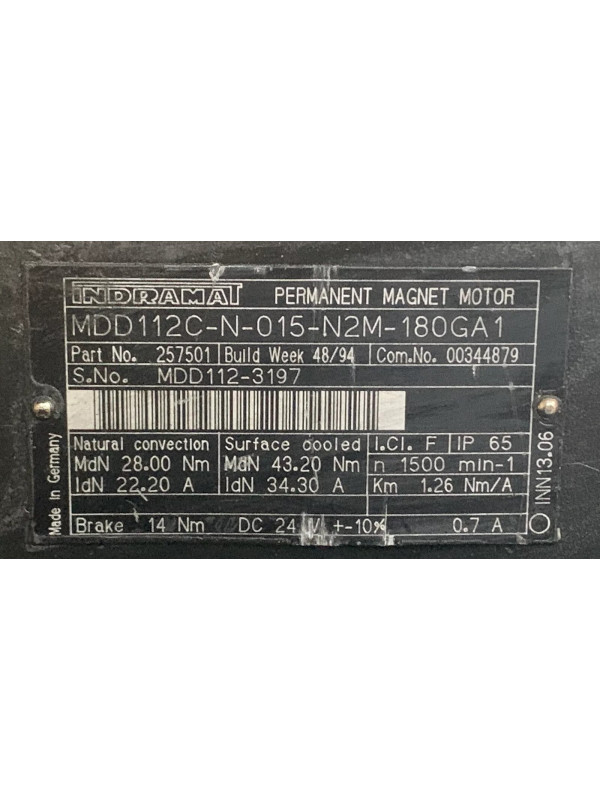 INDRAMAT PERMANENT MAGNET MOTOR
MDD112C-N-015-N2M-180GA1
Part No. 257501 Build Week 48/94 Com.No. 00344879
S.No. MDD112-3197
Natural convection Surface cooled I.Cl. F IP 65
MdN 28.00 Nm MdN 43.20 Nm n 1500 min-1
IdN 22.20 A IdN 34.30 A Km 1.26 Nm/A
Brake 14 Nm DC 24 V +-10% 0.7 A
Made in Germany
INN13.06